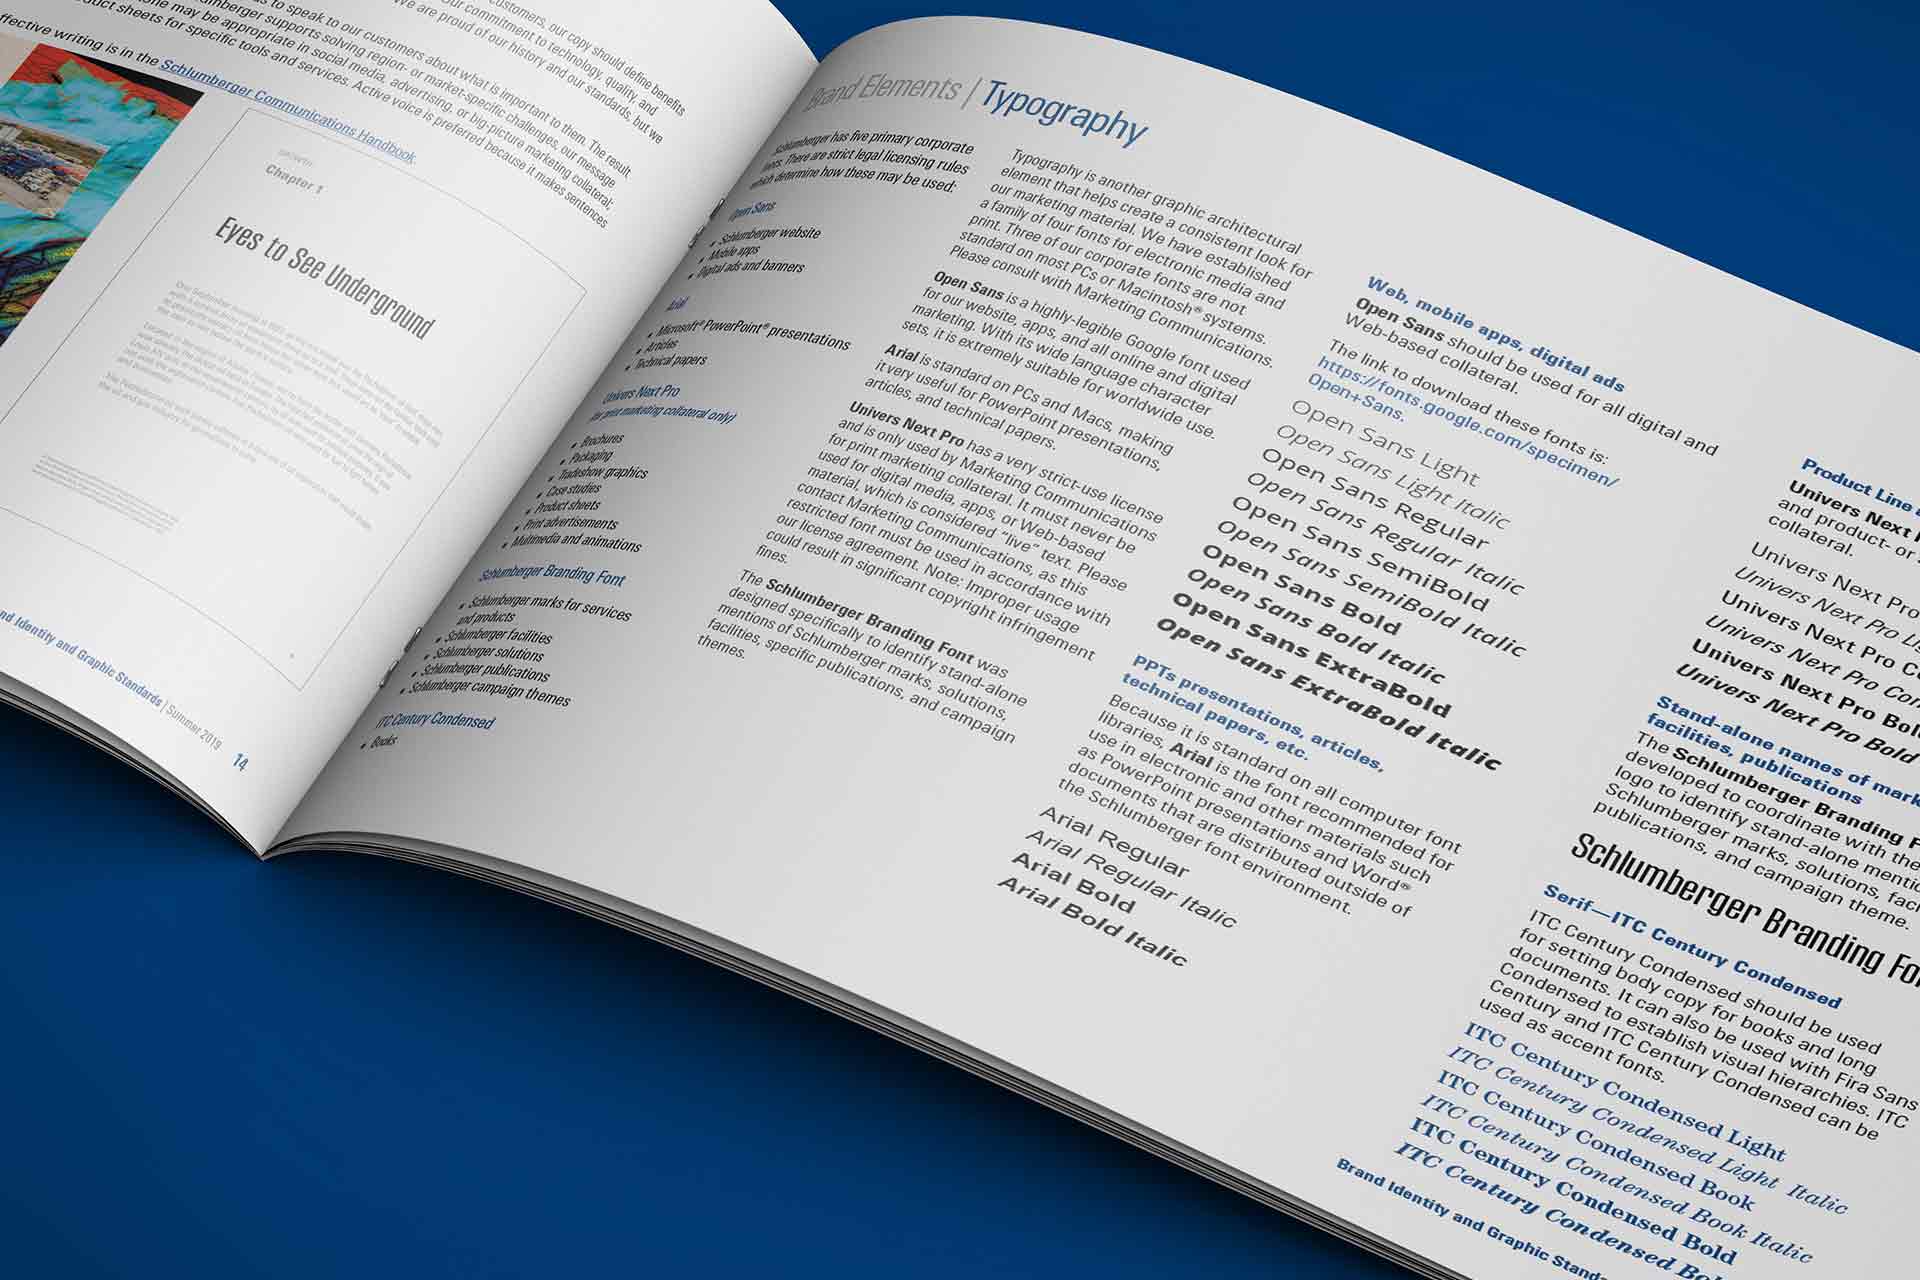 customers, our copy should define benefits
our commitment to technology, quality, and
We are proud of our history and our standards, but we
to speak to our customers about what is important to them. The result
supports solving region- or market-specific challenges, our message
one may be appropriate in social media, advertising, or big-picture marketing collateral;
product sheets for specific tools and services. Active voice is preferred because it makes sentences
ffective writing is in the Schlumberger Communications Handbook.
Chapter 1
Eyes to See Underground
and Identity and Graphic Standards | Summer 2019
14
Brand Elements | Typography
Schlumberger has five primary corporate
fonts. There are strict legal licensing rules
which determine how these may be used:
Open Sans
• Schlumberger website
• Mobile apps
• Digital ads and banners
Arial
• Microsoft® PowerPoint® presentations
• Articles
• Technical papers
Univers Next Pro
(for print marketing collateral only)
• Brochures
• Packaging
• Tradeshow graphics
• Case studies
• Product sheets
• Print advertisements
• Multimedia and animations
Schlumberger Branding Font
• Schlumberger marks for services
and products
• Schlumberger facilities
• Schlumberger solutions
• Schlumberger publications
• Schlumberger campaign themes
ITC Century Condensed
• Books
Typography is another graphic architectural
element that helps create a consistent look for
our marketing material. We have established
a family of four fonts for electronic media and
print. Three of our corporate fonts are not
standard on most PCs or Macintosh® systems.
Please consult with Marketing Communications.
Open Sans is a highly-legible Google font used
for our website, apps, and all online and digital
marketing. With its wide language character
sets, it is extremely suitable for worldwide use.
Arial is standard on PCs and Macs, making
it very useful for PowerPoint presentations,
articles, and technical papers.
Univers Next Pro has a very strict-use license
and is only used by Marketing Communications
for print marketing collateral. It must never be
used for digital media, apps, or Web-based
material, which is considered “live” text. Please
contact Marketing Communications, as this
restricted font must be used in accordance with
our license agreement. Note: Improper usage
could result in significant copyright infringement
fines.
The Schlumberger Branding Font was
designed specifically to identify stand-alone
mentions of Schlumberger marks, solutions,
facilities, specific publications, and campaign
themes.
Web, mobile apps, digital ads
Open Sans should be used for all digital and
Web-based collateral.
The link to download these fonts is:
https://fonts.google.com/specimen/
Open+Sans.
Open Sans Light
Open Sans Light Italic
Open Sans Regular
Open Sans Regular Italic
Open Sans SemiBold
Open Sans SemiBold Italic
Open Sans Bold
Open Sans Bold Italic
Open Sans ExtraBold
Open Sans ExtraBold Italic
PPTs presentations, articles,
technical papers, etc.
Because it is standard on all computer font
libraries, Arial is the font recommended for
use in electronic and other materials such
as PowerPoint presentations and Word®
documents that are distributed outside of
the Schlumberger font environment.
Arial Regular
Arial Regular Italic
Arial Bold
Arial Bold Italic
Product Line
Univers Next
and product- or
collateral.
Univers Next Pro
Univers Next Pro Lig
Univers Next Pro Co
Univers Next Pro Con
Univers Next Pro Bol
Univers Next Pro Bold
Stand-alone names of mark
facilities, publications
The Schlumberger Branding F
developed to coordinate with the
logo to identify stand-alone mentio
Schlumberger marks, solutions, faci
publications, and campaign theme.
Schlumberger Branding Fo
Serif—ITC Century Condensed
ITC Century Condensed should be used
for setting body copy for books and long
documents. It can also be used with Fira Sans
Condensed to establish visual hierarchies. ITC
Century and ITC Century Condensed can be
used as accent fonts.
ITC Century Condensed Light
ITC Century Condensed Light Italic
ITC Century Condensed Book
ITC Century Condensed Book Italic
ITC Century Condensed Bold
ITC Century Condensed Bo
Brand Identity and Graphic Standa